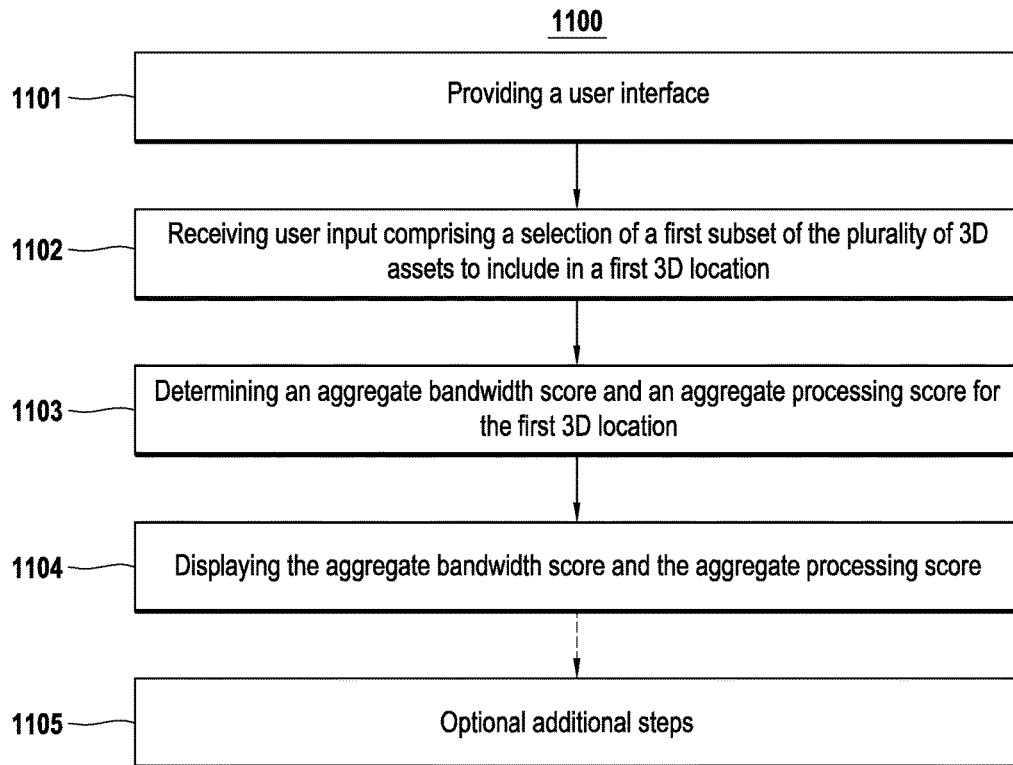 1100
1101
Providing a user interface
1102
Receiving user input comprising a selection of a first subset of the plurality of 3D
assets to include in a first 3D location
1103
Determining an aggregate bandwidth score and an aggregate processing score for
the first 3D location
1104
Displaying the aggregate bandwidth score and the aggregate processing score
1105
Optional additional steps